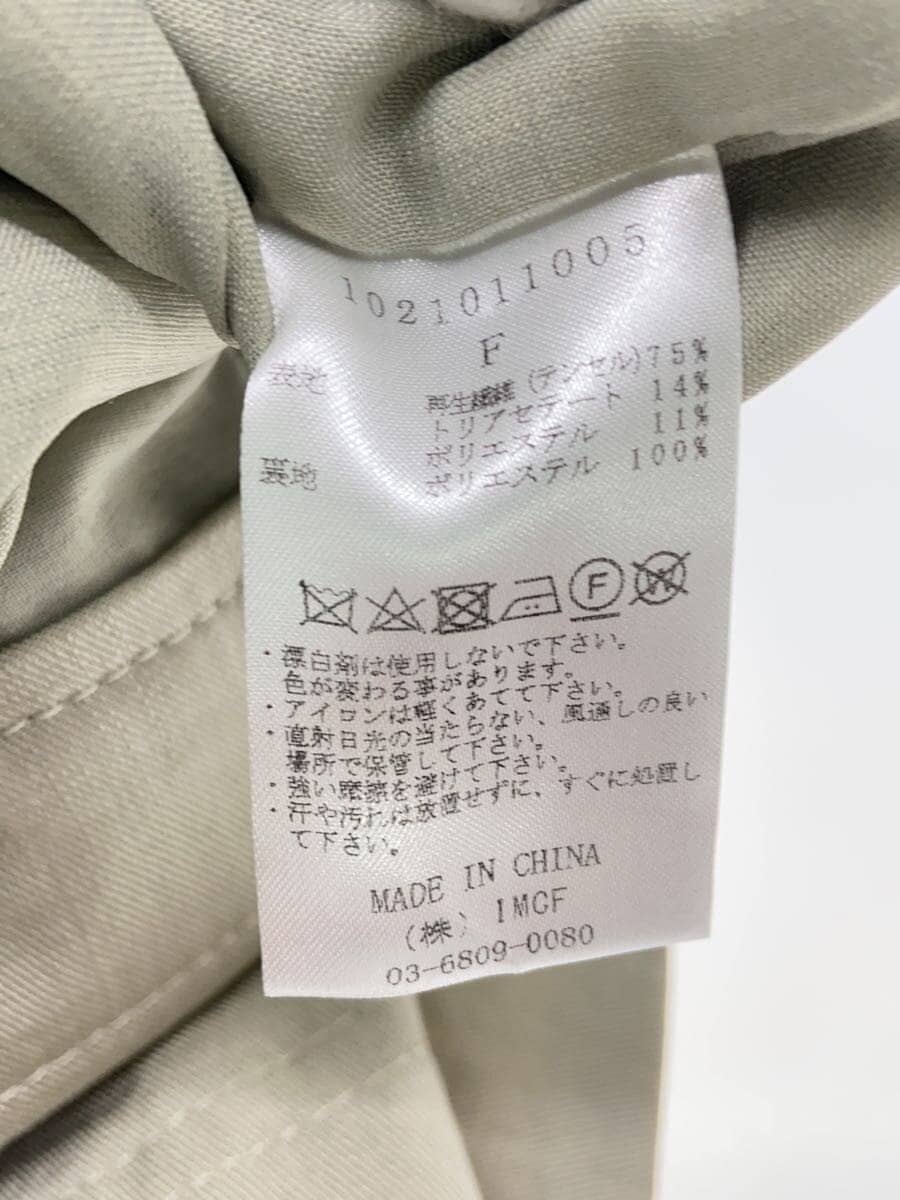 1021011005
F
表地 再生繊維(テンセル) 75%
トリアセテート 14%
ポリエステル 11%
裏地 ポリエステル 100%
F
W
・漂白剤は使用しないで下さい。
色が変わる事があります。
・アイロンは軽くあてて下さい。
・直射日光の当たらない、風通しの良い
場所で保管して下さい。
・強い摩擦を避けて下さい。
・汗や汚れは放置せずに、すぐに処置し
て下さい。
MADE IN CHINA
(株) IMCF
03-6809-0080